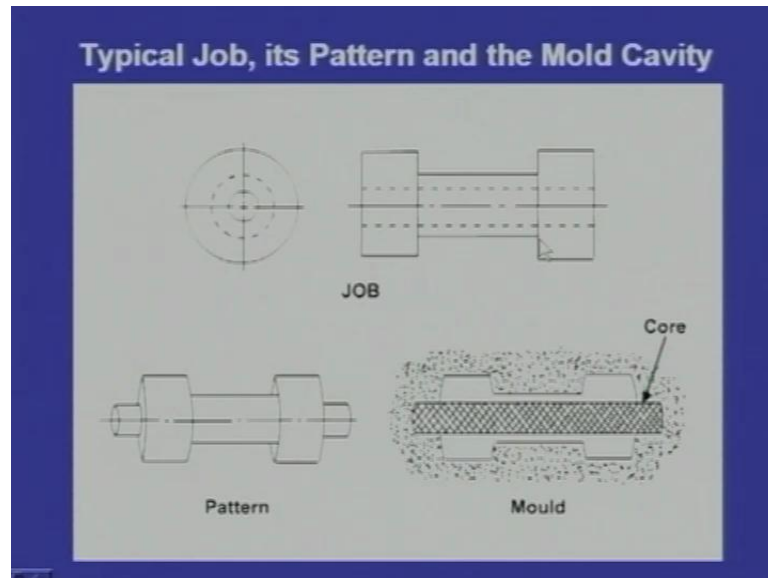 Typical Job, its Pattern and the Mold Cavity
JOB
Core
Pattern
Mould